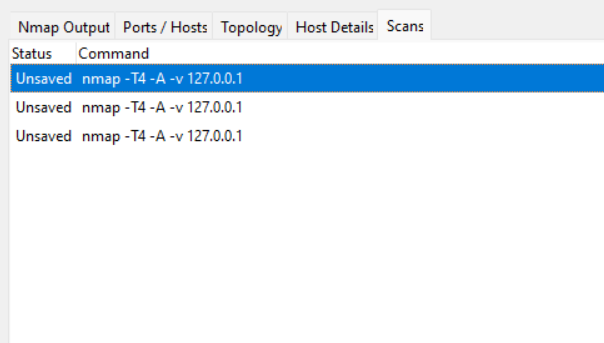 Nmap Output Ports / Hosts Topology Host Details Scans
Status Command
Unsaved nmap -T4 -A -v 127.0.0.1
Unsaved nmap -T4 -A -v 127.0.0.1
Unsaved nmap -T4 -A -v 127.0.0.1